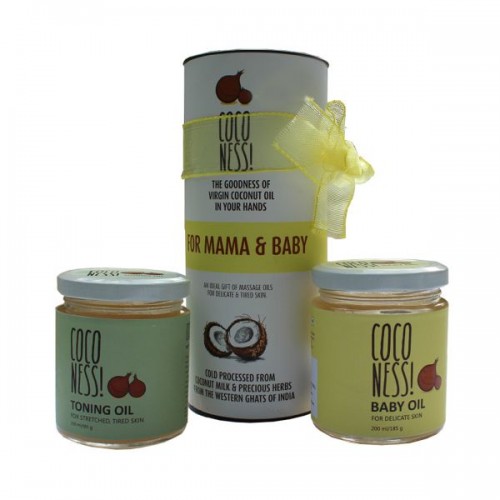 COCO
NESS!
THE GOODNESS OF
VIRGIN COCONUT OIL
IN YOUR HANDS
FOR MAMA & BABY
AN IDEAL GIFT OF MASSAGE OILS
FOR DELICATE & TIRED SKIN
COLD PROCESSED FROM
COCONUT MILK & PRECIOUS HERBS
FROM THE WESTERN GHATS OF INDIA
COCO
NESS!
TONING OIL
FOR STRETCHED, TIRED SKIN
COCO
NESS!
BABY OIL
FOR DELICATE SKIN
200 ml/185 g